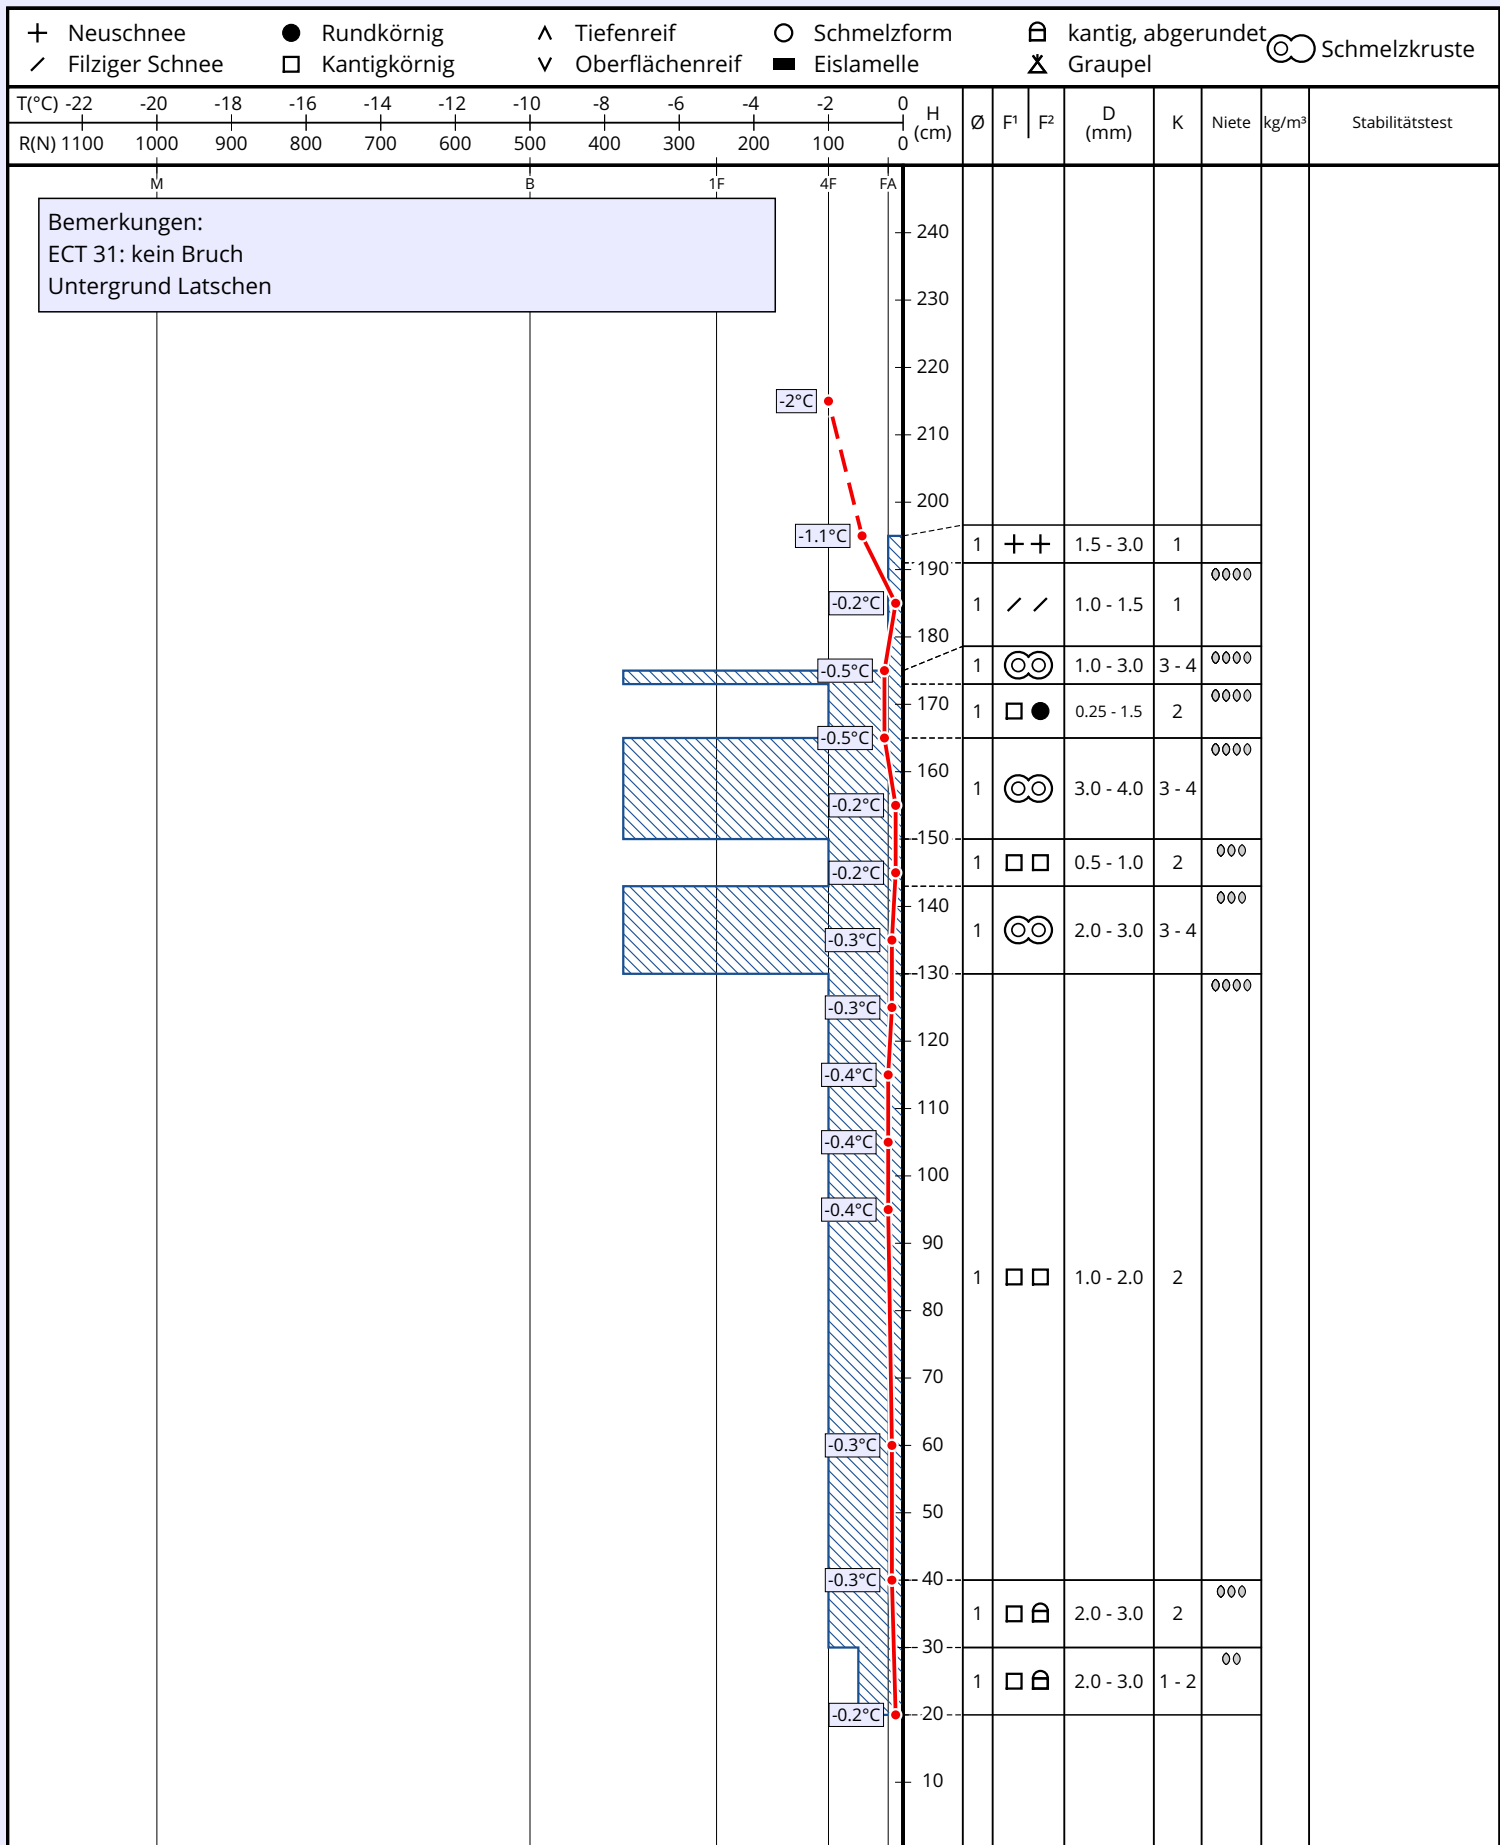 Neuschnee Rundkörnig Tiefenreif Schmelzform kantig, abgerundet Schmelzkruste
Filziger Schnee Kantigkörnig Oberflächenreif Eislamelle Graupel
T(°C) -22 -20 -18 -16 -14 -12 -10 -8 -6 -4 -2 0
R(N) 1100 1000 900 800 700 600 500 400 300 200 100 0
H (cm) Ø F¹ F² D (mm) K Niete kg/m³ Stabilitätstest
M B 1F 4F FA
Bemerkungen:
ECT 31: kein Bruch
Untergrund Latschen
240
230
220
-2°C
210
200
-1.1°C
1 1.5 - 3.0 1
190
-0.2°C 1 1.0 - 1.5 1
180
-0.5°C 1 1.0 - 3.0 3 - 4
170 1 0.25 - 1.5 2
-0.5°C
160
1 3.0 - 4.0 3 - 4
-0.2°C
150
1 0.5 - 1.0 2
-0.2°C
140
1 2.0 - 3.0 3 - 4
-0.3°C
130
-0.3°C
120
-0.4°C
110
-0.4°C
100
-0.4°C
90
1 1.0 - 2.0 2
80
70
-0.3°C 60
50
-0.3°C 40
1 2.0 - 3.0 2
30
1 2.0 - 3.0 1 - 2
-0.2°C 20
10